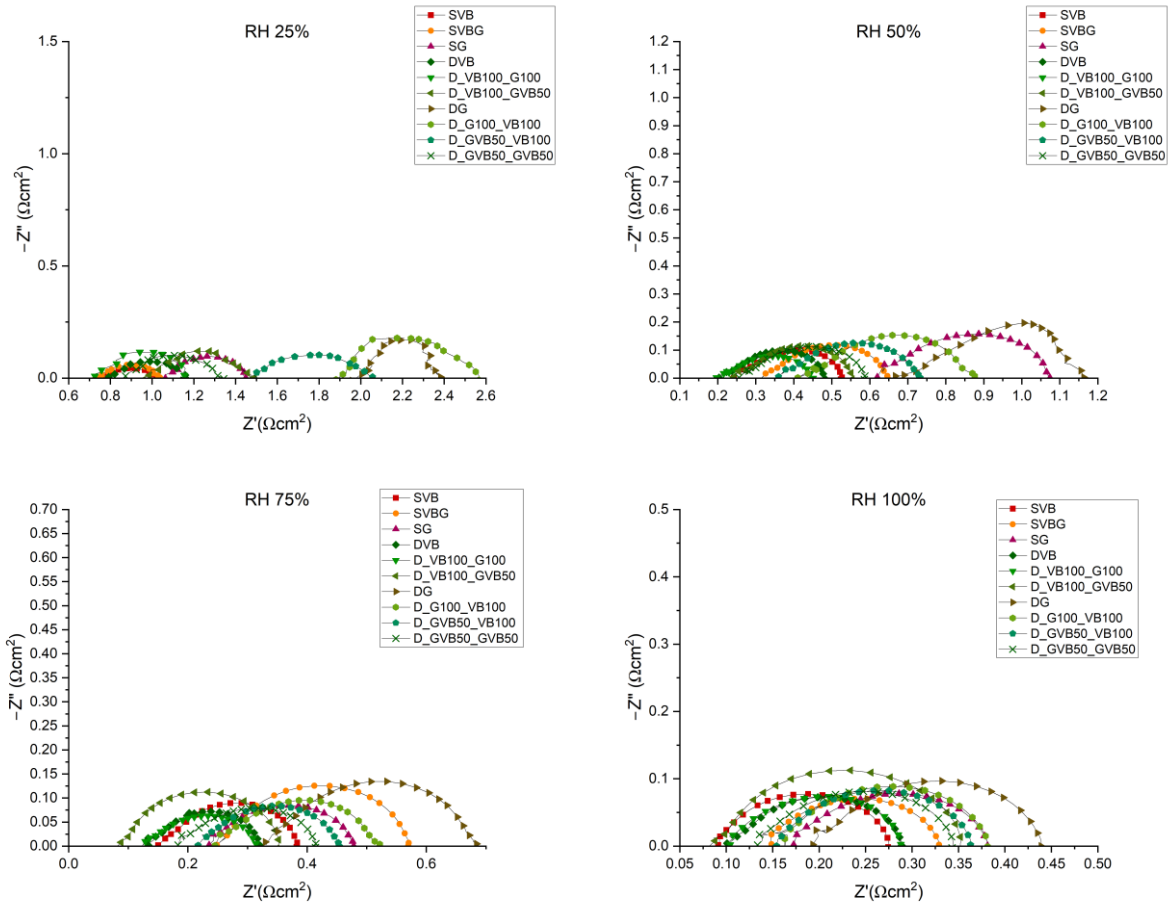 RH 25%
SVB
SVBG
SG
DVB
D_VB100_G100
D_VB100_GVB50
DG
D_G100_VB100
D_GVB50_VB100
D_GVB50_GVB50
1.5
1.0
0.5
0.0
−Z'' (Ωcm²)
0.6 0.8 1.0 1.2 1.4 1.6 1.8 2.0 2.2 2.4 2.6
Z'(Ωcm²)
RH 50%
SVB
SVBG
SG
DVB
D_VB100_G100
D_VB100_GVB50
DG
D_G100_VB100
D_GVB50_VB100
D_GVB50_GVB50
1.2
1.1
1.0
0.9
0.8
0.7
0.6
0.5
0.4
0.3
0.2
0.1
0.0
−Z'' (Ωcm²)
0.1 0.2 0.3 0.4 0.5 0.6 0.7 0.8 0.9 1.0 1.1 1.2
Z'(Ωcm²)
RH 75%
SVB
SVBG
SG
DVB
D_VB100_G100
D_VB100_GVB50
DG
D_G100_VB100
D_GVB50_VB100
D_GVB50_GVB50
0.70
0.65
0.60
0.55
0.50
0.45
0.40
0.35
0.30
0.25
0.20
0.15
0.10
0.05
0.00
−Z'' (Ωcm²)
0.0 0.2 0.4 0.6
Z'(Ωcm²)
RH 100%
SVB
SVBG
SG
DVB
D_VB100_G100
D_VB100_GVB50
DG
D_G100_VB100
D_GVB50_VB100
D_GVB50_GVB50
0.5
0.4
0.3
0.2
0.1
0.0
−Z'' (Ωcm²)
0.05 0.10 0.15 0.20 0.25 0.30 0.35 0.40 0.45 0.50
Z'(Ωcm²)